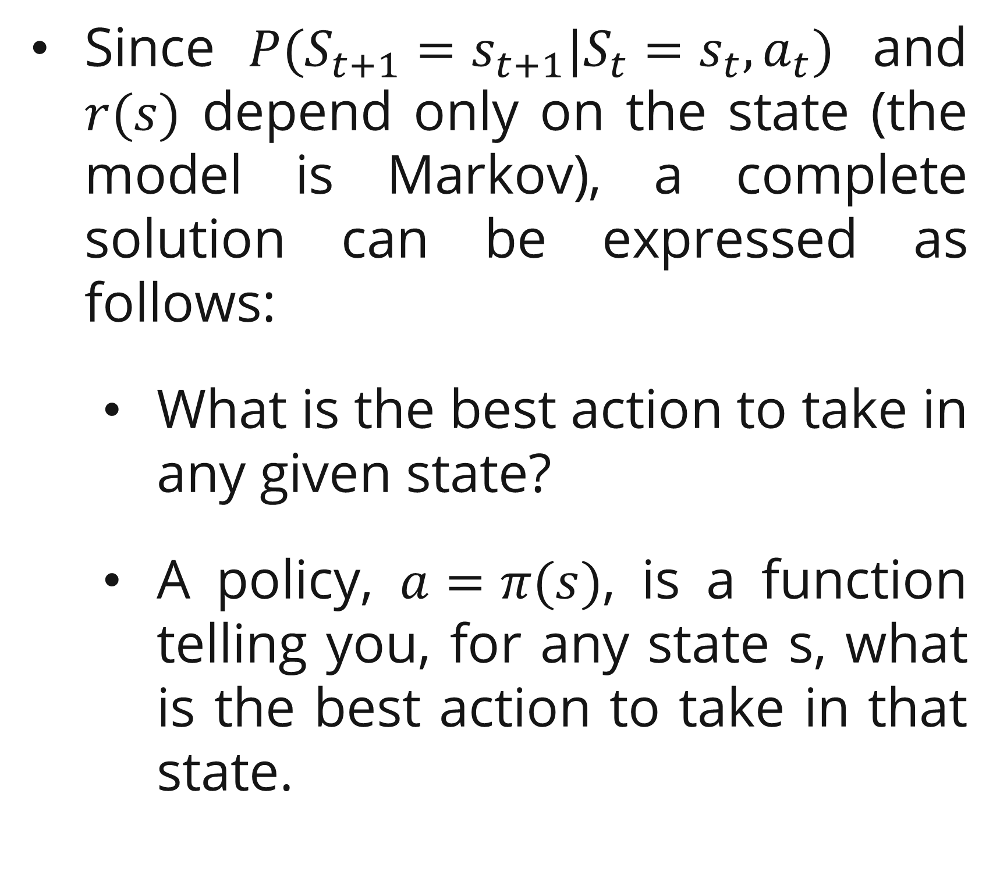 • Since P(S_{t+1} = s_{t+1}|S_t = s_t, a_t) and
r(s) depend only on the state (the
model is Markov), a complete
solution can be expressed as
follows:
• What is the best action to take in
any given state?
• A policy, a = π(s), is a function
telling you, for any state s, what
is the best action to take in that
state.